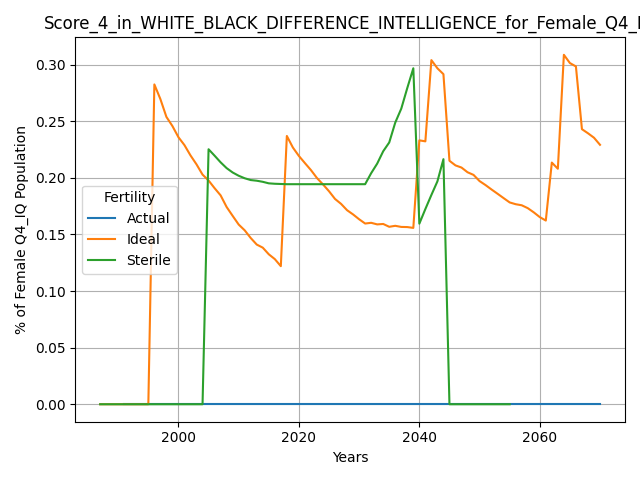 Score_4_in_WHITE_BLACK_DIFFERENCE_INTELLIGENCE_for_Female_Q4_I
% of Female Q4_IQ Population
0.30
0.25
0.20
0.15
0.10
0.05
0.00
Fertility
Actual
Ideal
Sterile
2000
2020
2040
2060
Years